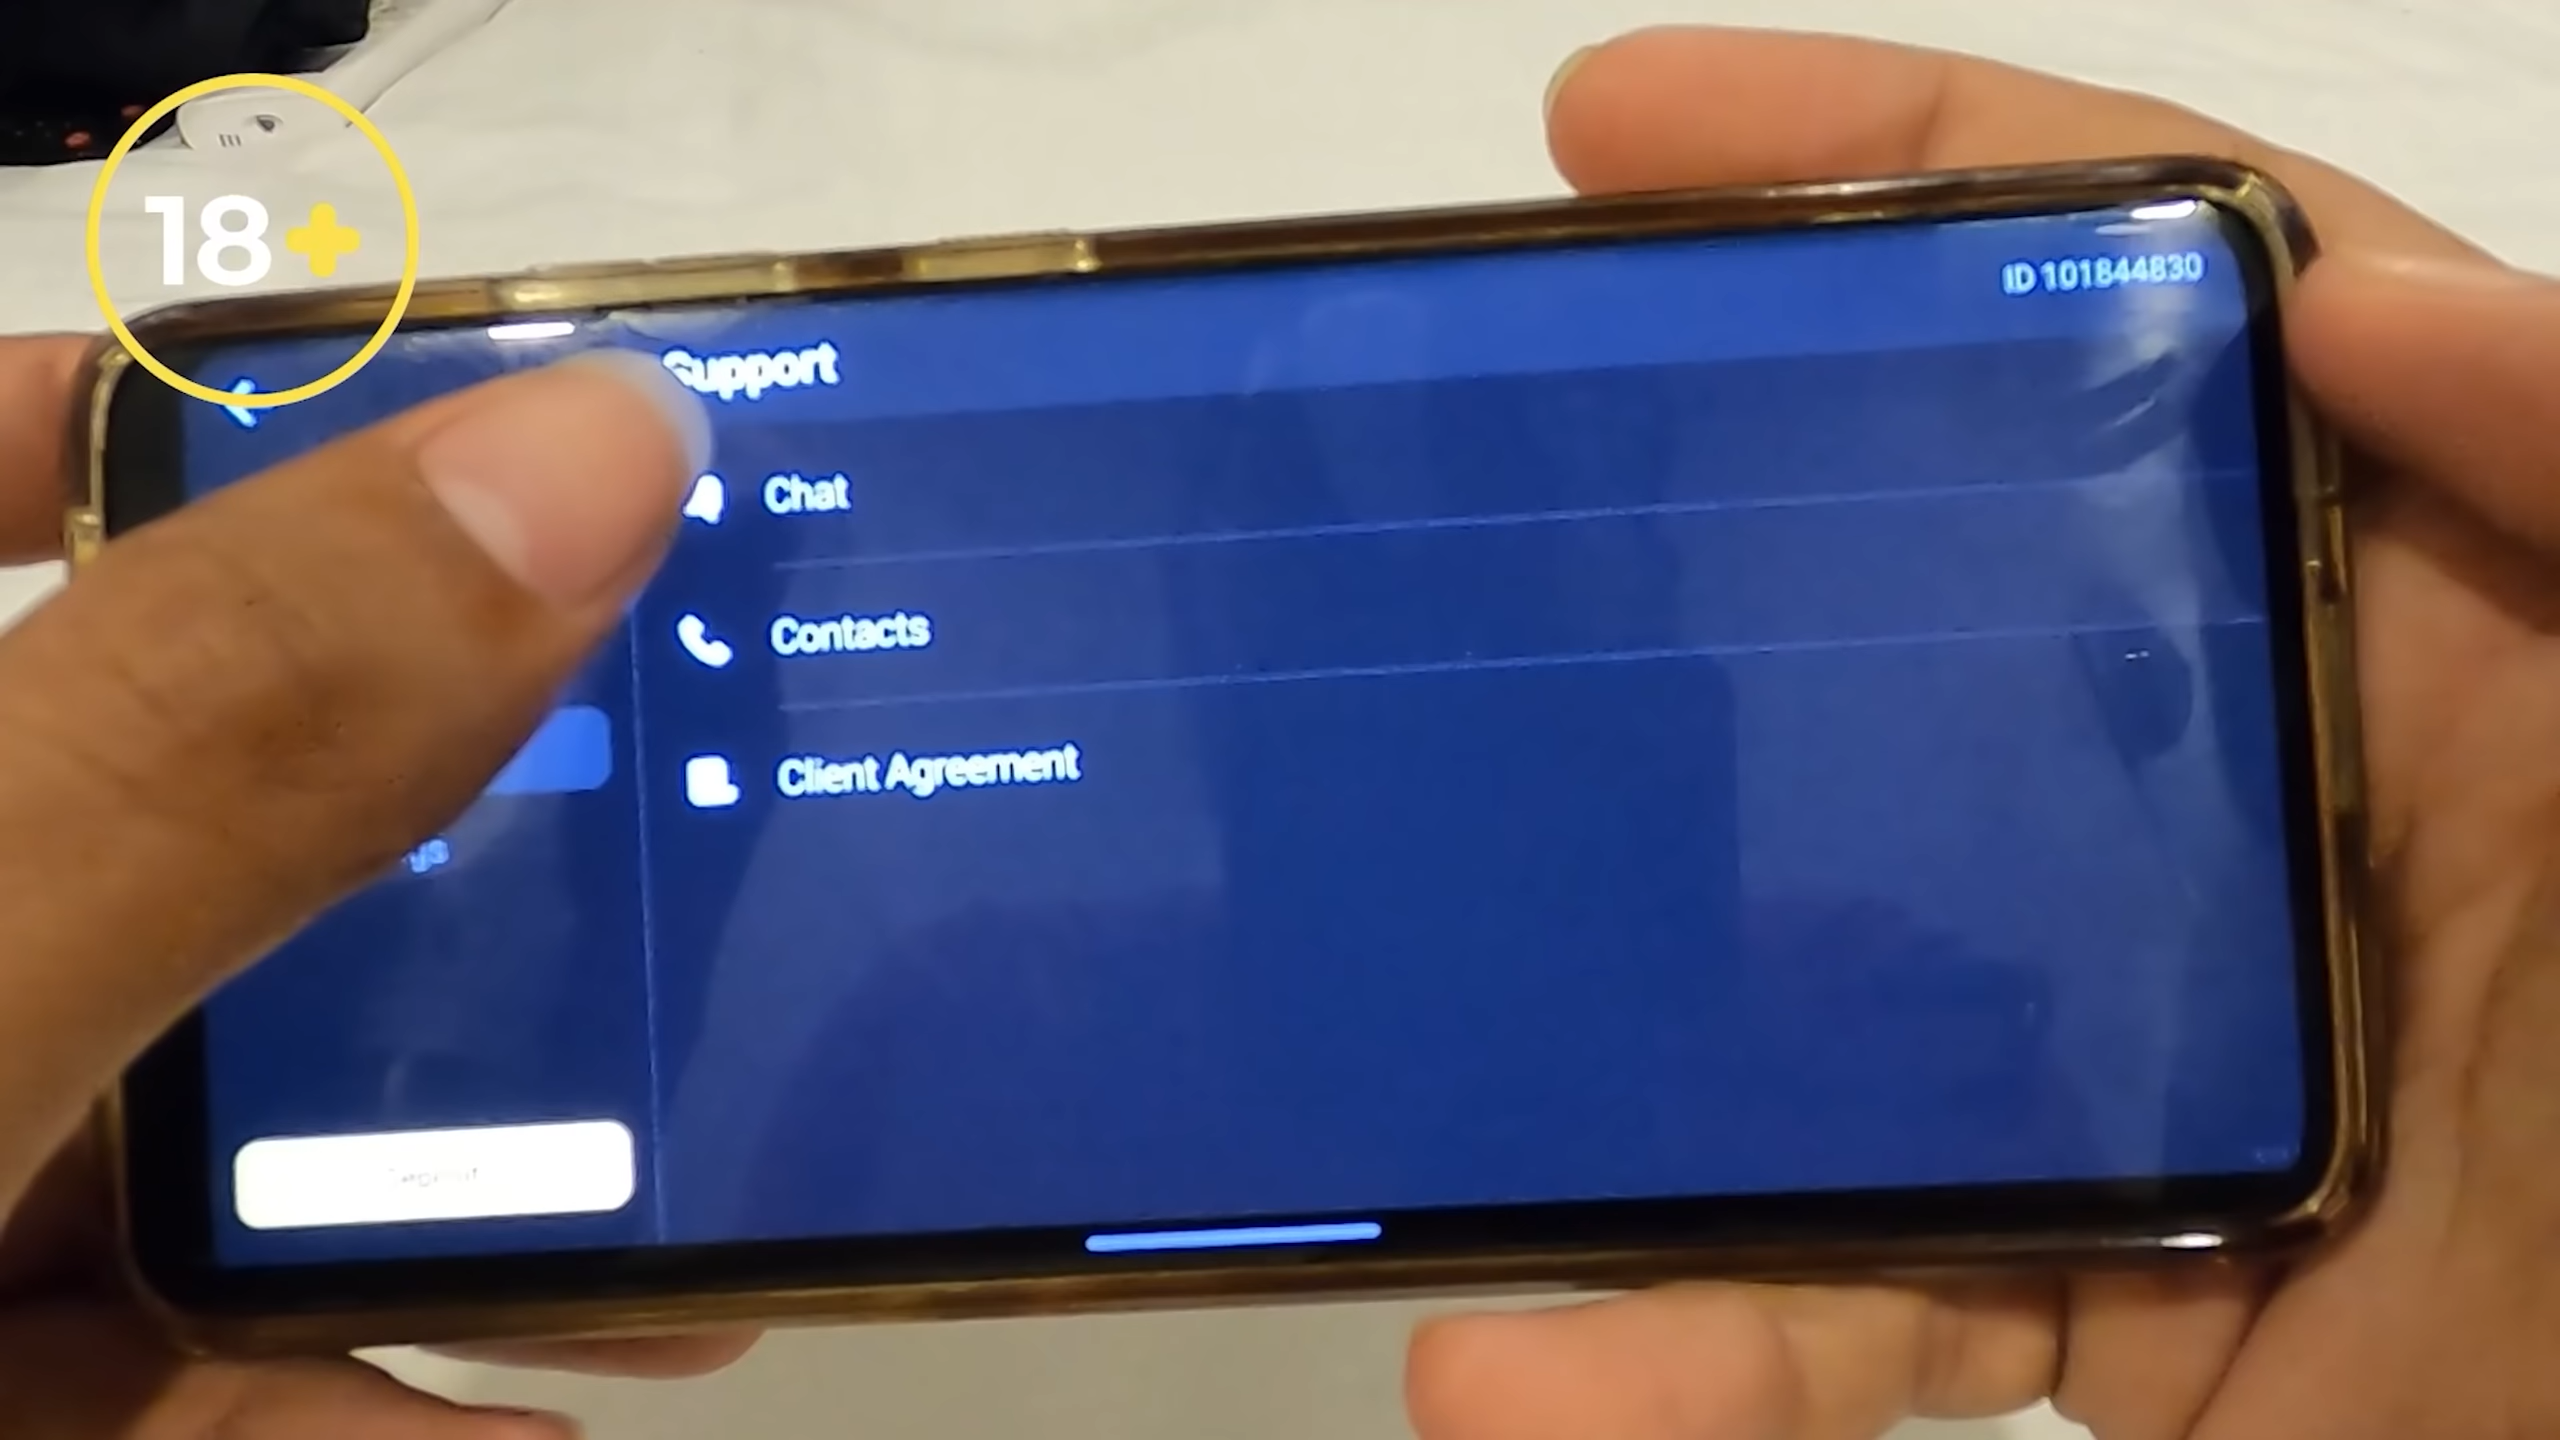 18+
ID 101844830
Support
Chat
Contacts
Client Agreement